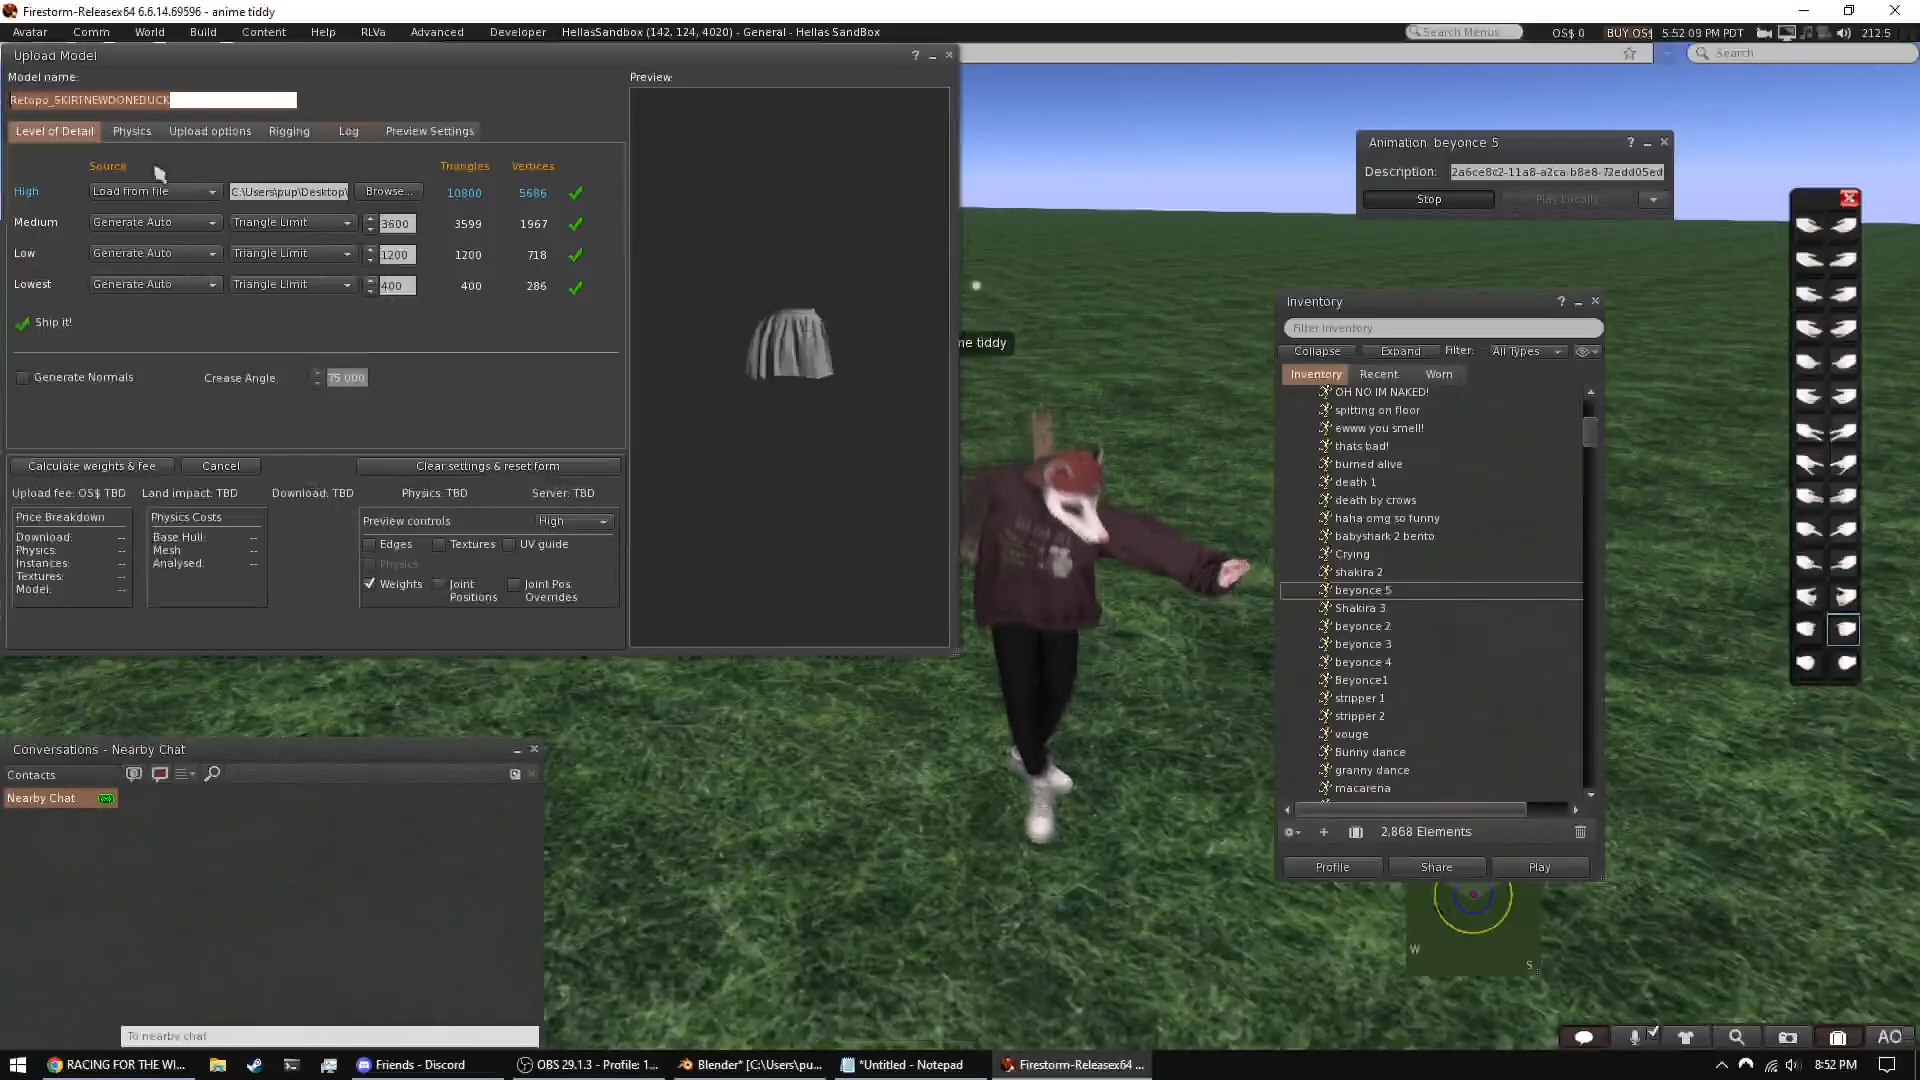 Firestorm-Releasex64 6.6.14.69596 - anime tiddy
Avatar Comm World Build Content Help RLVa Advanced Developer HellasSandbox (142, 124, 4020) - General - Hellas SandBox
Search Menus OS$ 0 BUY OS$ 5:52:09 PM PDT 212.5
Search
Upload Model
Model name:
Retopo_SKIRTNEWDONEDUCK
Level of Detail Physics Upload options Rigging Log Preview Settings
Source Triangles Vertices
High Load from file C:\Users\pup\Desktop\ Browse... 10800 5686
Medium Generate Auto Triangle Limit 3600 3599 1967
Low Generate Auto Triangle Limit 1200 1200 718
Lowest Generate Auto Triangle Limit 400 400 286
Ship it!
Generate Normals Crease Angle 75.000
Calculate weights & fee Cancel Clear settings & reset form
Upload fee: OS$ TBD Land impact: TBD Download: TBD Physics: TBD Server: TBD
Price Breakdown
Download: --
Physics: --
Instances: --
Textures: --
Model: --
Physics Costs
Base Hull: --
Mesh --
Analysed: --
Preview controls High
Edges Textures UV guide
Physics
Weights Joint Positions Joint Pos. Overrides
Preview
me tiddy
Animation: beyonce 5
Description: 2a6ce8c2-11a8-a2ca-b8e8-72edd05ed
Stop Play Locally
Inventory
Filter Inventory
Collapse Expand Filter: All Types
Inventory Recent Worn
OH NO IM NAKED!
spitting on floor
ewww you smell!
thats bad!
burned alive
death 1
death by crows
haha omg so funny
babyshark 2 bento
Crying
shakira 2
beyonce 5
Shakira 3
beyonce 2
beyonce 3
beyonce 4
Beyonce1
stripper 1
stripper 2
vouge
Bunny dance
granny dance
macarena
2,868 Elements
Profile Share Play
W
S
Conversations - Nearby Chat
Contacts
Nearby Chat
To nearby chat
AO
RACING FOR THE WI... Friends - Discord OBS 29.1.3 - Profile: 1... Blender* [C:\Users\pu... *Untitled - Notepad Firestorm-Releasex64 ... 8:52 PM